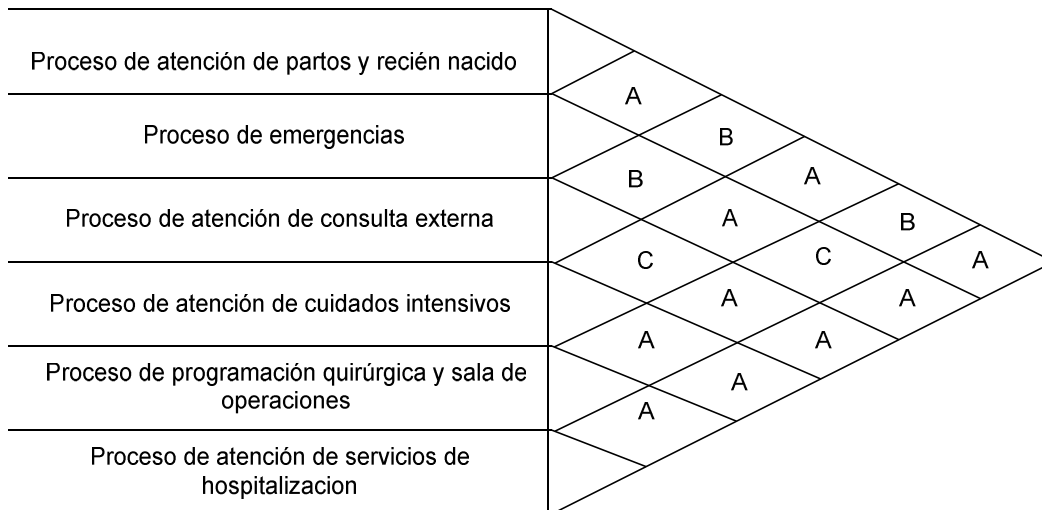 Proceso de atención de partos y recién nacido
A
B
Proceso de emergencias
A
B
B
Proceso de atención de consulta externa
A
B
C
C
A
Proceso de atención de cuidados intensivos
A
A
A
A
Proceso de programación quirúrgica y sala de
operaciones
A
A
Proceso de atención de servicios de
hospitalizacion